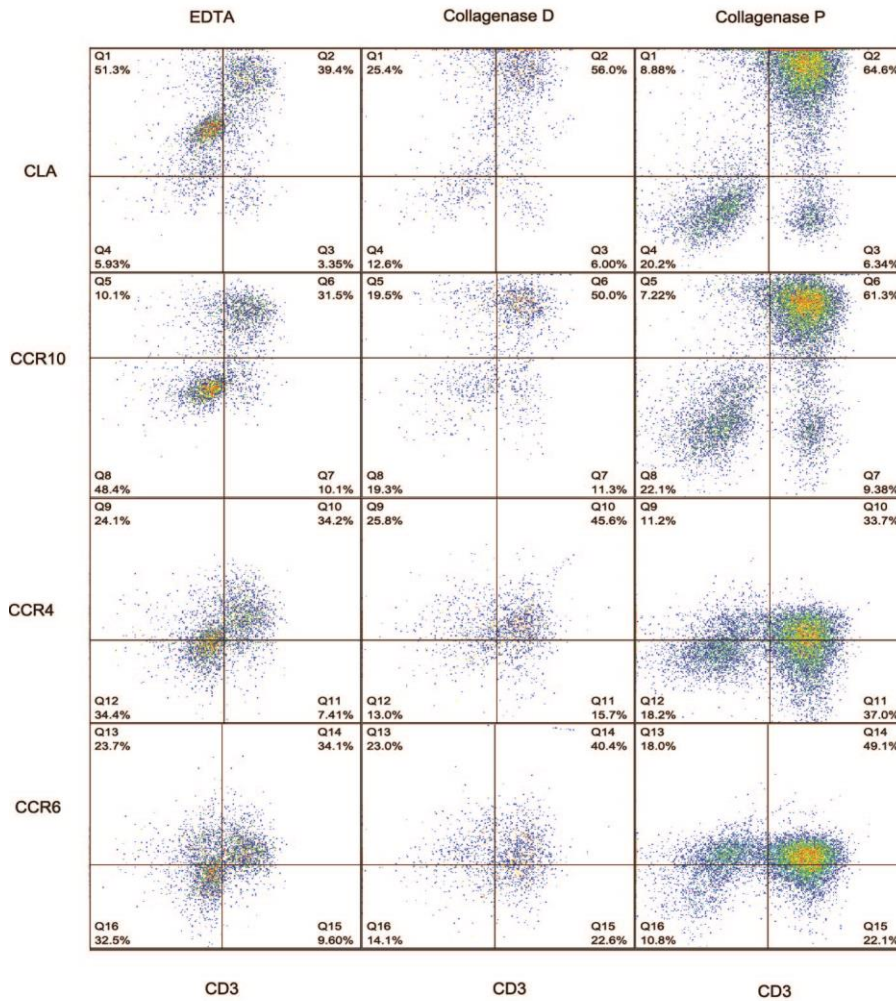 EDTA
Collagenase D
Collagenase P
CLA
Q1
51.3%
Q2
39.4%
Q4
5.93%
Q3
3.35%
Q1
25.4%
Q2
56.0%
Q4
12.6%
Q3
6.00%
Q1
8.88%
Q2
64.6%
Q4
20.2%
Q3
6.34%
CCR10
Q5
10.1%
Q6
31.5%
Q8
48.4%
Q7
10.1%
Q5
19.5%
Q6
50.0%
Q8
19.3%
Q7
11.3%
Q5
7.22%
Q6
61.3%
Q8
22.1%
Q7
9.38%
CCR4
Q9
24.1%
Q10
34.2%
Q12
34.4%
Q11
7.41%
Q9
25.8%
Q10
45.6%
Q12
13.0%
Q11
15.7%
Q9
11.2%
Q10
33.7%
Q12
18.2%
Q11
37.0%
CCR6
Q13
23.7%
Q14
34.1%
Q16
32.5%
Q15
9.60%
Q13
23.0%
Q14
40.4%
Q16
14.1%
Q15
22.6%
Q13
18.0%
Q14
49.1%
Q16
10.8%
Q15
22.1%
CD3
CD3
CD3